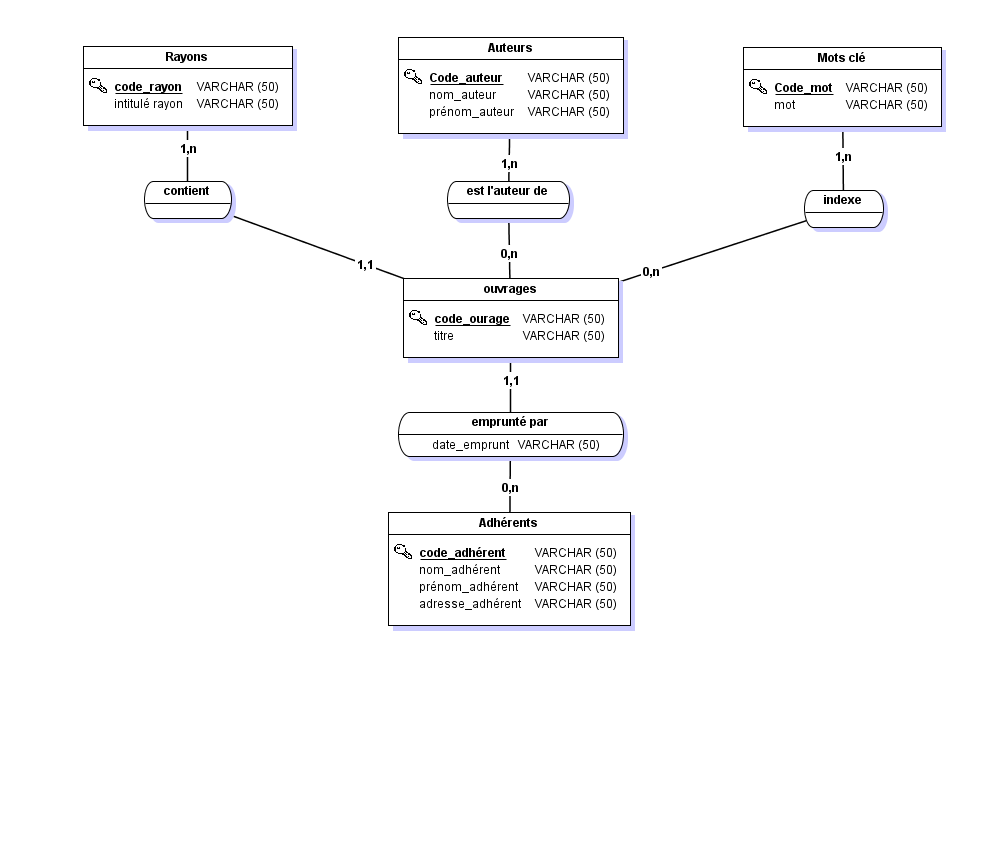 Rayons
code_rayon VARCHAR (50)
intitulé rayon VARCHAR (50)
Auteurs
Code_auteur VARCHAR (50)
nom_auteur VARCHAR (50)
prénom_auteur VARCHAR (50)
Mots clé
Code_mot VARCHAR (50)
mot VARCHAR (50)
1,n
1,n
1,n
contient
est l'auteur de
indexe
1,1
0,n
0,n
ouvrages
code_ourage VARCHAR (50)
titre VARCHAR (50)
1,1
emprunté par
date_emprunt VARCHAR (50)
0,n
Adhérents
code_adhérent VARCHAR (50)
nom_adhérent VARCHAR (50)
prénom_adhérent VARCHAR (50)
adresse_adhérent VARCHAR (50)